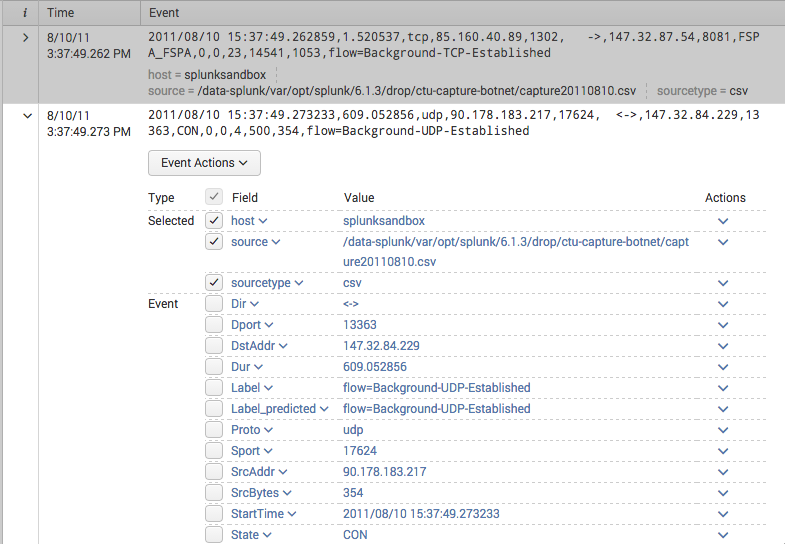 i Time Event
8/10/11 2011/08/10 15:37:49.262859,1.520537,tcp,85.160.40.89,1302,   ->,147.32.87.54,8081,FSP
3:37:49.262 PM A_FSPA,0,0,23,14541,1053,flow=Background-TCP-Established
host = splunksandbox
source = /data-splunk/var/opt/splunk/6.1.3/drop/ctu-capture-botnet/capture20110810.csv sourcetype = csv
8/10/11 2011/08/10 15:37:49.273233,609.052856,udp,90.178.183.217,17624,  <->,147.32.84.229,13
3:37:49.273 PM 363,CON,0,0,4,500,354,flow=Background-UDP-Established
Event Actions
Type Field Value Actions
Selected host splunksandbox
source /data-splunk/var/opt/splunk/6.1.3/drop/ctu-capture-botnet/capt
ure20110810.csv
sourcetype csv
Event Dir <->
Dport 13363
DstAddr 147.32.84.229
Dur 609.052856
Label flow=Background-UDP-Established
Label_predicted flow=Background-UDP-Established
Proto udp
Sport 17624
SrcAddr 90.178.183.217
SrcBytes 354
StartTime 2011/08/10 15:37:49.273233
State CON